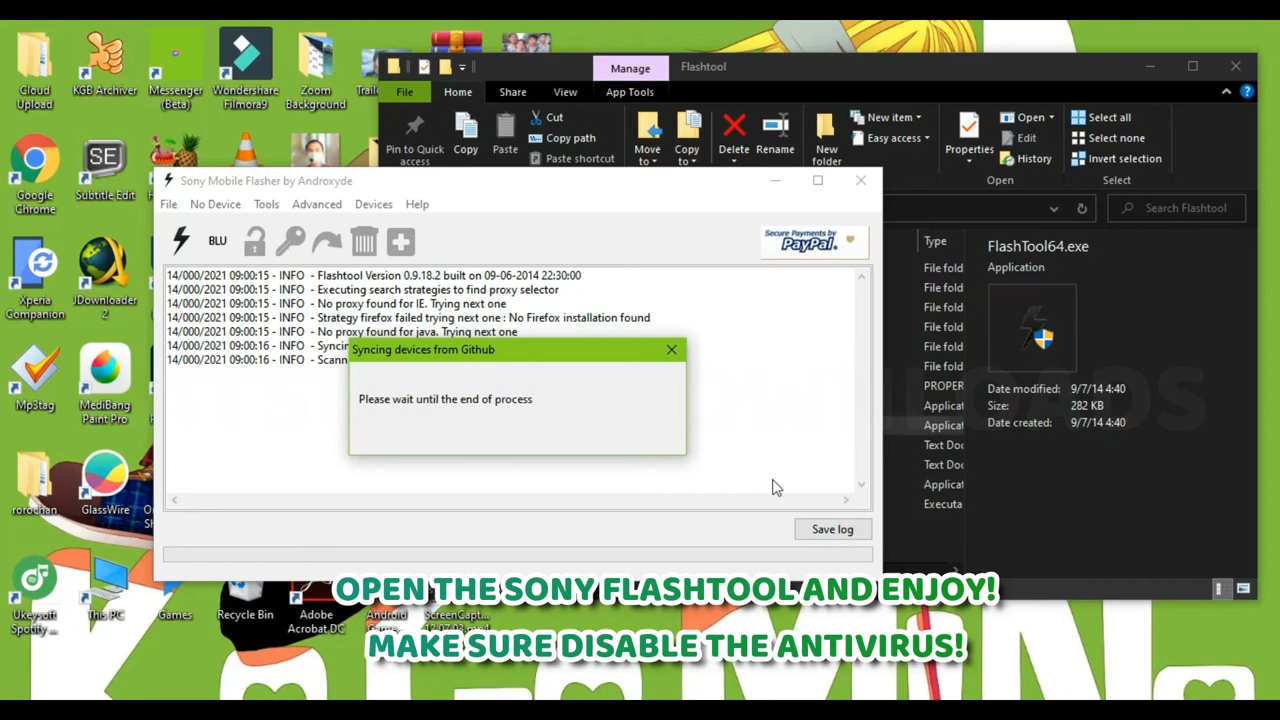 Cloud Upload
KGB Archiver
Messenger (Beta)
Wondershare Filmora9
Zoom Background
Google Chrome
Subtitle Edit
Xperia Companion
JDownloader 2
Mp3tag
MediBang Paint Pro
rorochan
GlassWire
Ukeysoft Spotify ...
This PC
Games
Recycle Bin
Adobe Acrobat DC
Manage
Flashtool
File
Home
Share
View
App Tools
Pin to Quick access
Copy
Paste
Cut
Copy path
Paste shortcut
Move to
Copy to
Delete
Rename
New folder
New item
Easy access
Properties
Open
Edit
History
Open
Select all
Select none
Invert selection
Select
Search Flashtool
Type
File fold
File fold
File fold
File fold
File fold
File fold
PROPER
Applicat
Applicat
Text Doc
Text Doc
Applicat
Executa
FlashTool64.exe
Application
Date modified: 9/7/14 4:40
Size: 282 KB
Date created: 9/7/14 4:40
Sony Mobile Flasher by Androxyde
File No Device Tools Advanced Devices Help
BLU
Secure Payments by
PayPal.
14/000/2021 09:00:15 - INFO - Flashtool Version 0.9.18.2 built on 09-06-2014 22:30:00
14/000/2021 09:00:15 - INFO - Executing search strategies to find proxy selector
14/000/2021 09:00:15 - INFO - No proxy found for IE. Trying next one
14/000/2021 09:00:15 - INFO - Strategy firefox failed trying next one : No Firefox installation found
14/000/2021 09:00:15 - INFO - No proxy found for java. Trying next one
14/000/2021 09:00:16 - INFO - Syncin
14/000/2021 09:00:16 - INFO - Scann
Syncing devices from Github
Please wait until the end of process
Save log
OPEN THE SONY FLASHTOOL AND ENJOY!
MAKE SURE DISABLE THE ANTIVIRUS!